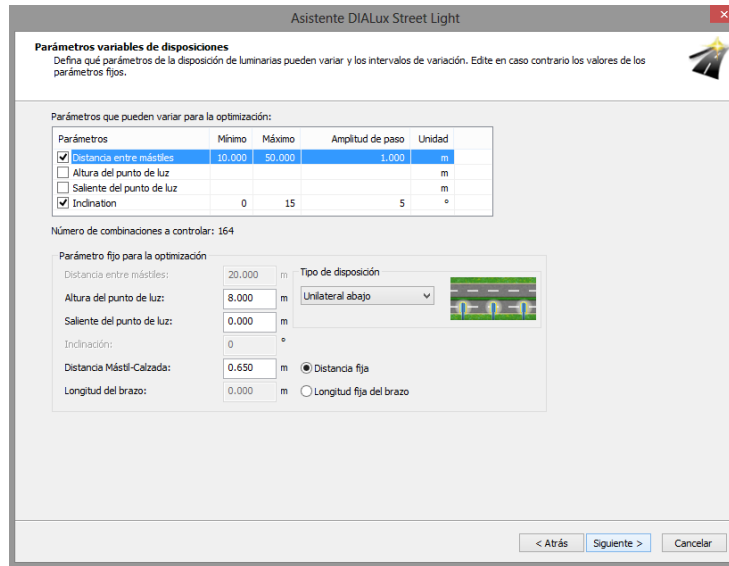 Asistente DIALux Street Light
Parámetros variables de disposiciones
Defina qué parámetros de la disposición de luminarias pueden variar y los intervalos de variación. Edite en caso contrario los valores de los
parámetros fijos.
Parámetros que pueden variar para la optimización:
Parámetros Mínimo Máximo Amplitud de paso Unidad
Distancia entre mástiles 10.000 50.000 1.000 m
Altura del punto de luz m
Saliente del punto de luz m
Inclination 0 15 5 °
Número de combinaciones a controlar: 164
Parámetro fijo para la optimización
Distancia entre mástiles: 20.000 m Tipo de disposición
Altura del punto de luz: 8.000 m Unilateral abajo
Saliente del punto de luz: 0.000 m
Inclinación: 0 °
Distancia Mástil-Calzada: 0.650 m Distancia fija
Longitud del brazo: 0.000 m Longitud fija del brazo
< Atrás Siguiente > Cancelar